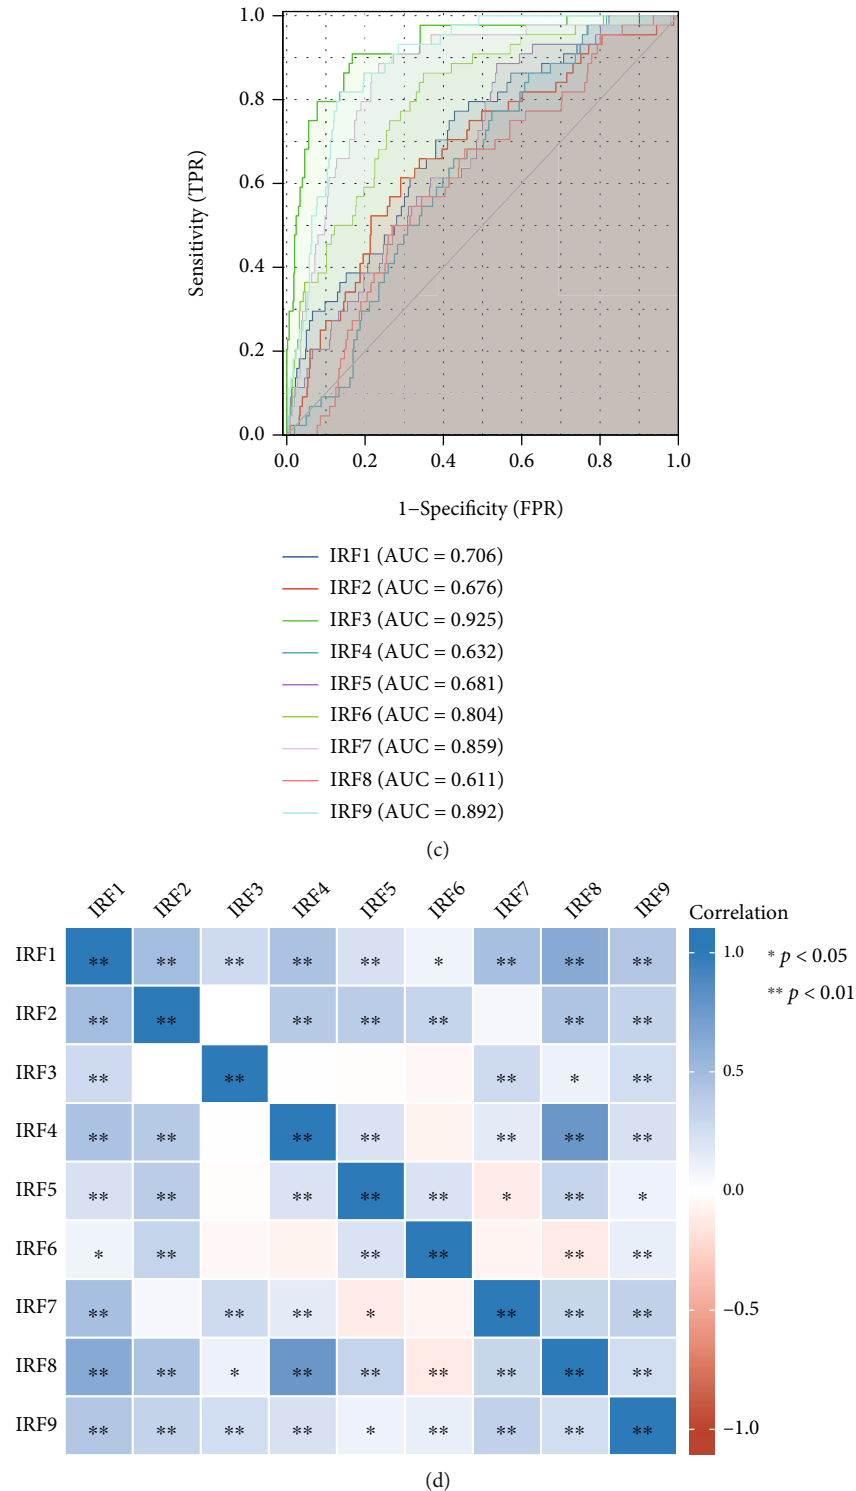 1.0
0.8
0.6
0.4
0.2
0.0
Sensitivity (TPR)
0.0 0.2 0.4 0.6 0.8 1.0
1−Specificity (FPR)
IRF1 (AUC = 0.706)
IRF2 (AUC = 0.676)
IRF3 (AUC = 0.925)
IRF4 (AUC = 0.632)
IRF5 (AUC = 0.681)
IRF6 (AUC = 0.804)
IRF7 (AUC = 0.859)
IRF8 (AUC = 0.611)
IRF9 (AUC = 0.892)
(c)
IRF1 IRF2 IRF3 IRF4 IRF5 IRF6 IRF7 IRF8 IRF9
IRF1 ** ** ** ** ** * ** ** **
IRF2 ** ** ** ** ** ** **
IRF3 ** ** ** * **
IRF4 ** ** ** ** ** ** **
IRF5 ** ** ** ** ** * ** *
IRF6 * ** ** ** ** **
IRF7 ** ** ** * ** ** **
IRF8 ** ** * ** ** ** ** ** **
IRF9 ** ** ** ** * ** ** ** **
Correlation
1.0
0.5
0.0
−0.5
−1.0
* p < 0.05
** p < 0.01
(d)